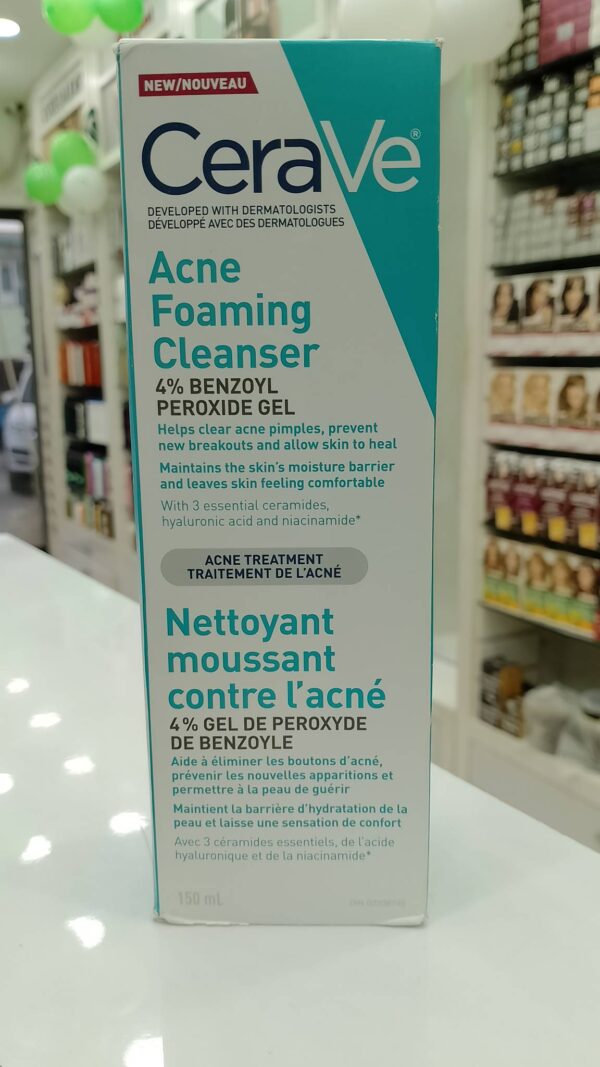 NEW/NOUVEAU
CeraVe®
DEVELOPED WITH DERMATOLOGISTS
DÉVELOPPÉ AVEC DES DERMATOLOGUES
Acne
Foaming
Cleanser
4% BENZOYL
PEROXIDE GEL
Helps clear acne pimples, prevent
new breakouts and allow skin to heal
Maintains the skin's moisture barrier
and leaves skin feeling comfortable
With 3 essential ceramides,
hyaluronic acid and niacinamide*
ACNE TREATMENT
TRAITEMENT DE L'ACNÉ
Nettoyant
moussant
contre l'acné
4% GEL DE PEROXYDE
DE BENZOYLE
Aide à éliminer les boutons d'acné,
prévenir les nouvelles apparitions et
permettre à la peau de guérir
Maintient la barrière d'hydratation de la
peau et laisse une sensation de confort
Avec 3 céramides essentiels, de l'acide
hyaluronique et de la niacinamide*
150 mL